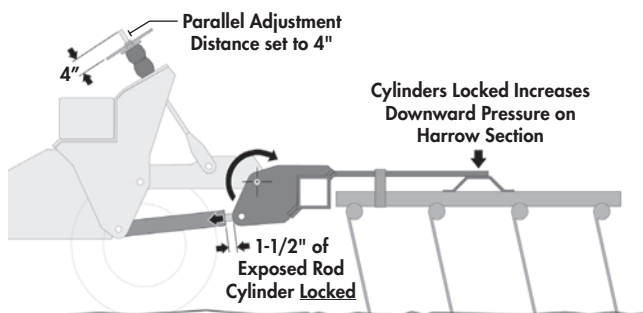 Parallel Adjustment
Distance set to 4"
4"
Cylinders Locked Increases
Downward Pressure on
Harrow Section
1-1/2" of
Exposed Rod
Cylinder Locked